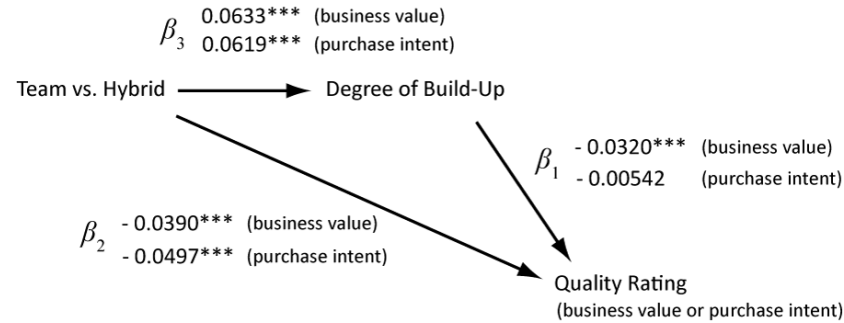 β3 0.0633*** (business value)
0.0619*** (purchase intent)
Team vs. Hybrid
Degree of Build-Up
β1 - 0.0320*** (business value)
- 0.00542 (purchase intent)
β2 - 0.0390*** (business value)
- 0.0497*** (purchase intent)
Quality Rating
(business value or purchase intent)